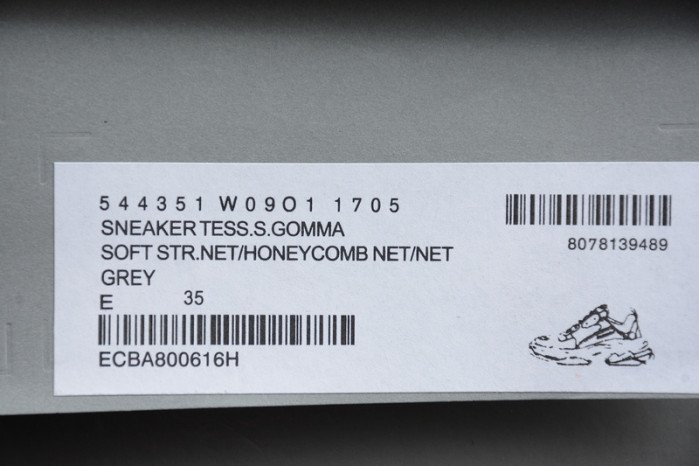 544351 W09O1 1705
SNEAKER TESS.S.GOMMA
SOFT STR.NET/HONEYCOMB NET/NET
GREY
E 35
ECBA800616H
8078139489